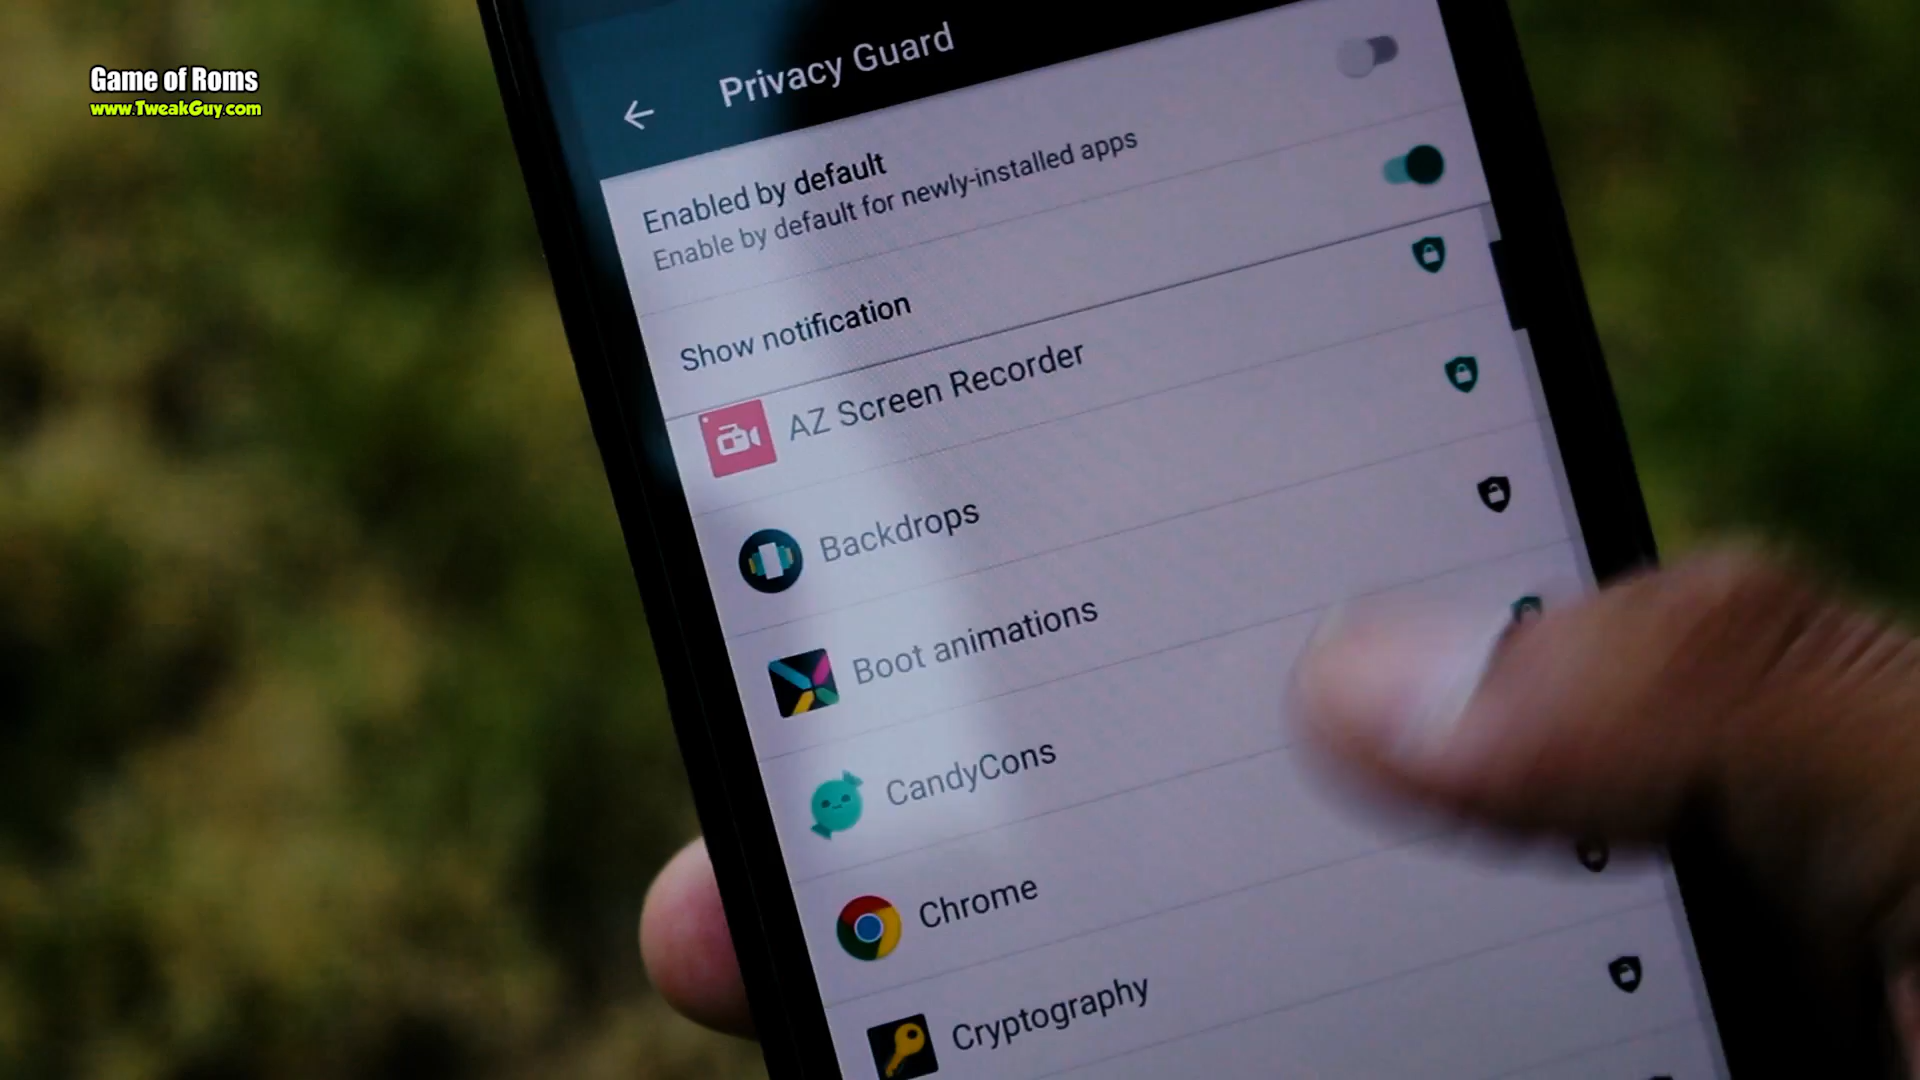 Game of Roms
www.TweakGuy.com
Privacy Guard
Enabled by default
Enable by default for newly-installed apps
Show notification
AZ Screen Recorder
Backdrops
Boot animations
CandyCons
Chrome
Cryptography